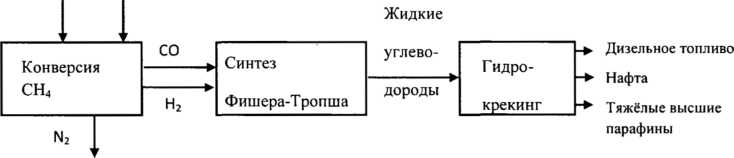 Жидкие
углево-
дороды
Конверсия
CH₄
CO
H₂
N₂
Синтез
Фишера-Тропша
Гидро-
крекинг
Дизельное топливо
Нафта
Тяжёлые высшие
парафины